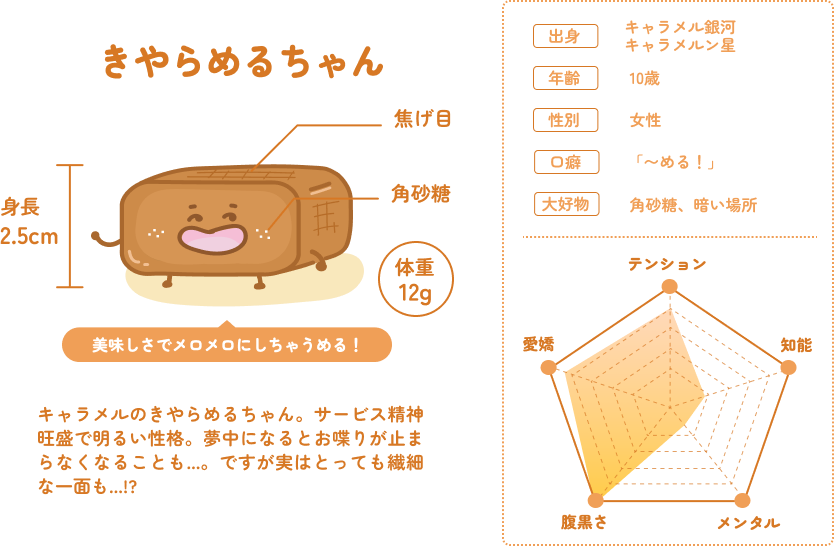 きやらめるちゃん
焦げ目
角砂糖
身長
2.5cm
体重
12g
美味しさでメロメロにしちゃうめる！
キャラメルのきやらめるちゃん。サービス精神
旺盛で明るい性格。夢中になるとお喋りが止ま
らなくなることも...。ですが実はとっても繊細
な一面も...!?
出身
キャラメル銀河
キャラメルン星
年齢
10歳
性別
女性
口癖
「〜める！」
大好物
角砂糖、暗い場所
テンション
愛嬌
知能
腹黒さ
メンタル